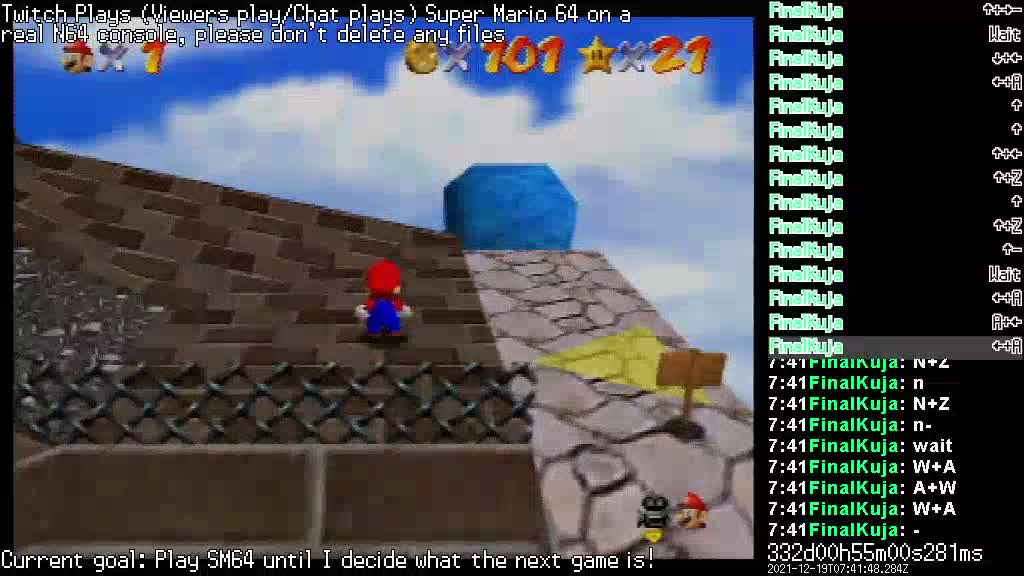 Twitch Plays (Viewers play/Chat plays) Super Mario 64 on a
real N64 console, please don't delete any files
1 101 21
FinalKuja ↑++-
FinalKuja Wait
FinalKuja ↓++
FinalKuja ←+A
FinalKuja ↑
FinalKuja ↑
FinalKuja ↑++
FinalKuja ↑+Z
FinalKuja ↑
FinalKuja ↑+Z
FinalKuja ↑-
FinalKuja Wait
FinalKuja ←+A
FinalKuja A+←
FinalKuja ←+A
7:41FinalKuja: N+Z
7:41FinalKuja: n
7:41FinalKuja: N+Z
7:41FinalKuja: n-
7:41FinalKuja: wait
7:41FinalKuja: W+A
7:41FinalKuja: A+W
7:41FinalKuja: W+A
7:41FinalKuja: -
332d00h55m00s281ms
2021-12-19T07:41:48.284Z
Current goal: Play SM64 until I decide what the next game is!